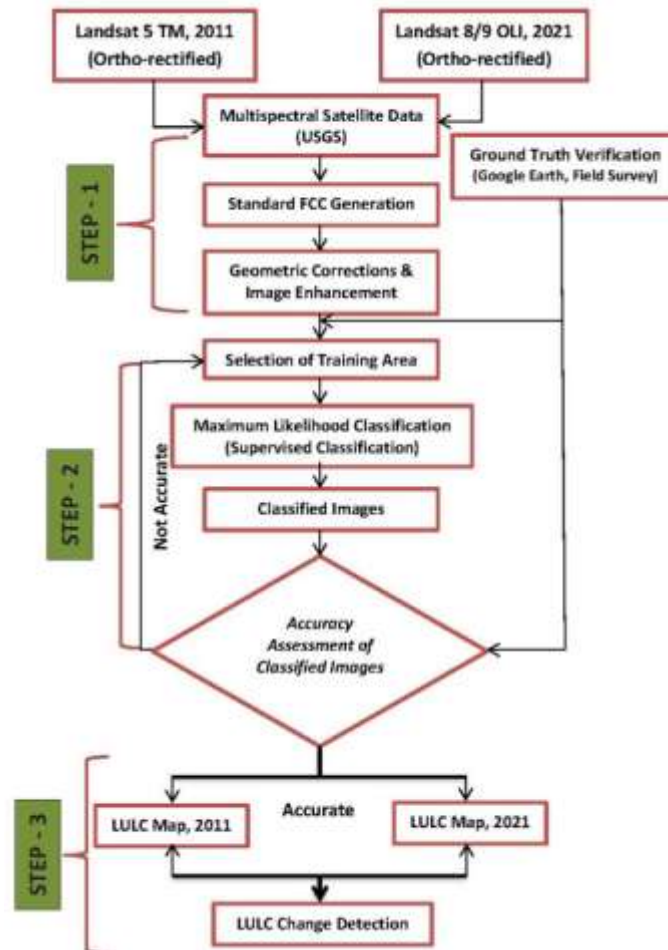 Landsat 5 TM, 2011
(Ortho-rectified)
Landsat 8/9 OLI, 2021
(Ortho-rectified)
Multispectral Satellite Data
(USGS)
Ground Truth Verification
(Google Earth, Field Survey)
STEP - 1
Standard FCC Generation
Geometric Corrections &
Image Enhancement
Selection of Training Area
Maximum Likelihood Classification
(Supervised Classification)
STEP - 2
Not Accurate
Classified Images
Accuracy
Assessment of
Classified Images
STEP - 3
Accurate
LULC Map, 2011
LULC Map, 2021
LULC Change Detection